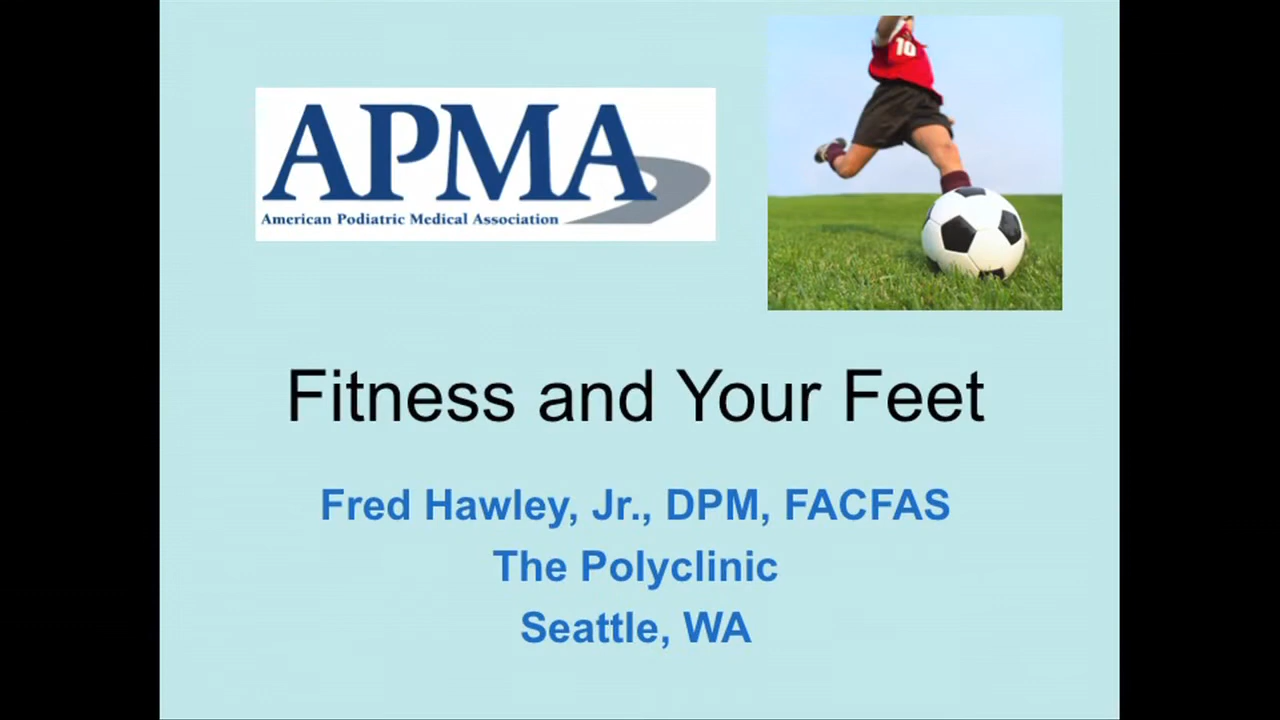 APMA
American Podiatric Medical Association
10
Fitness and Your Feet
Fred Hawley, Jr., DPM, FACFAS
The Polyclinic
Seattle, WA